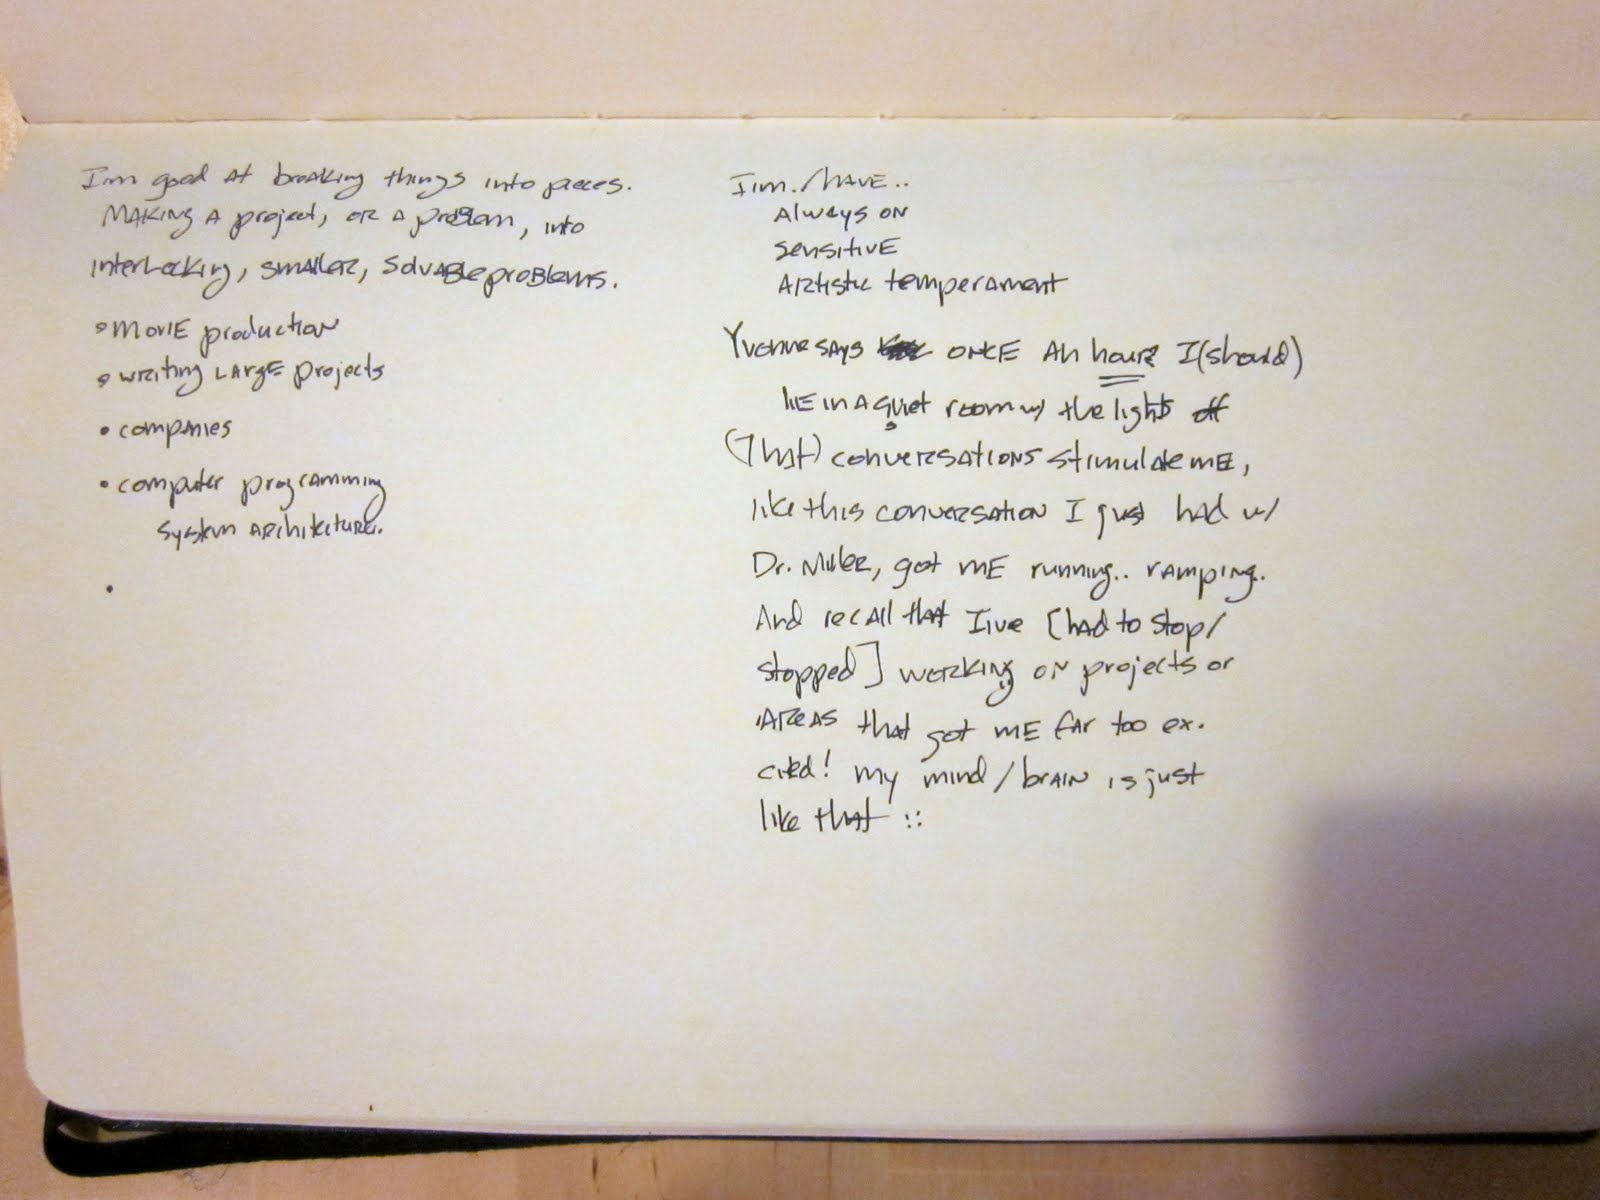 I'm good at breaking things into pieces.
Making a project, or a problem, into
interlocking, smaller, solvable problems.
• movie production
• writing large projects
• companies
• computer programming
system architecture.
•
I'm./have..
Always on
sensitive
Artistic temperament
Yvonne says once an hour I (should)
lie in a quiet room w/ the lights off
(That) conversations stimulate me,
like this conversation I just had w/
Dr. Miller, got me running.. ramping.
And recall that I've [had to stop/
stopped] working on projects or
areas that got me far too ex-
cited! my mind/brain is just
like that ::